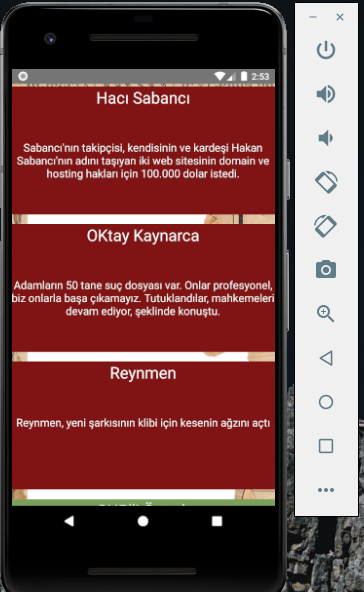 2:53
Hacı Sabancı
Sabancı'nın takipçisi, kendisinin ve kardeşi Hakan
Sabancı'nın adını taşıyan iki web sitesinin domain ve
hosting hakları için 100.000 dolar istedi.
OKtay Kaynarca
Adamların 50 tane suç dosyası var. Onlar profesyonel,
biz onlarla başa çıkamayız. Tutuklandılar, mahkemeleri
devam ediyor, şeklinde konuştu.
Reynmen
Reynmen, yeni şarkısının klibi için kesenin ağzını açtı